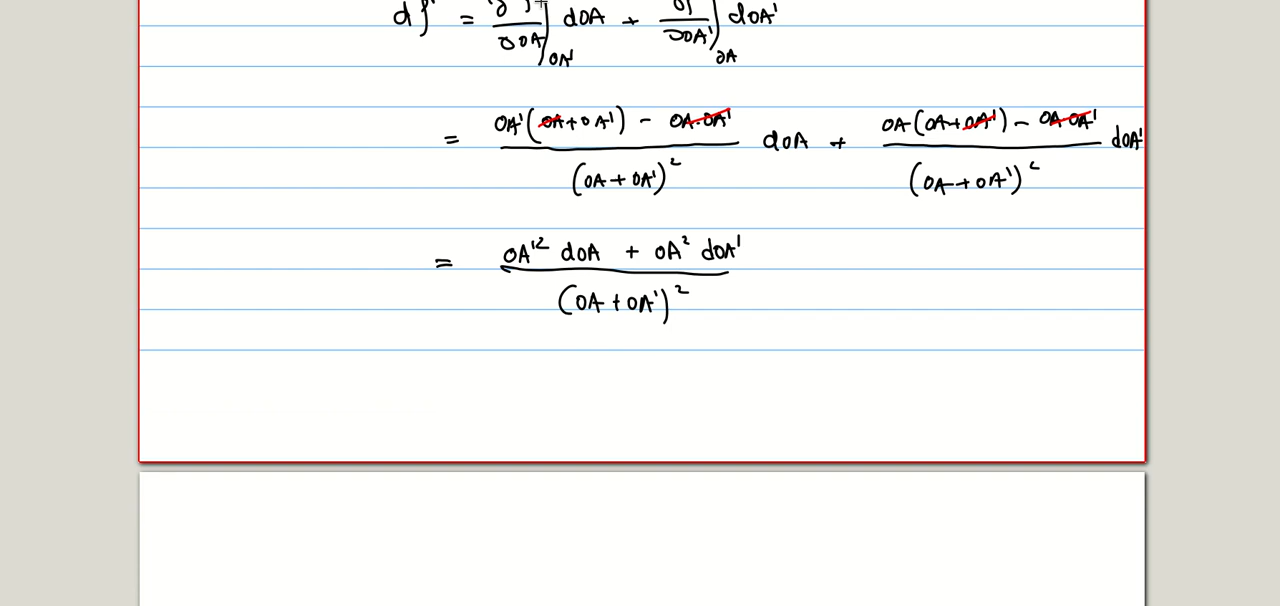 df' = ∂f'/∂OA)OA' dOA + ∂f'/∂OA')OA dOA'
= OA'(OA+OA') - OA·OA' / (OA+OA')² dOA + OA(OA+OA') - OA·OA' / (OA+OA')² dOA'
= OA'² dOA + OA² dOA' / (OA+OA')²